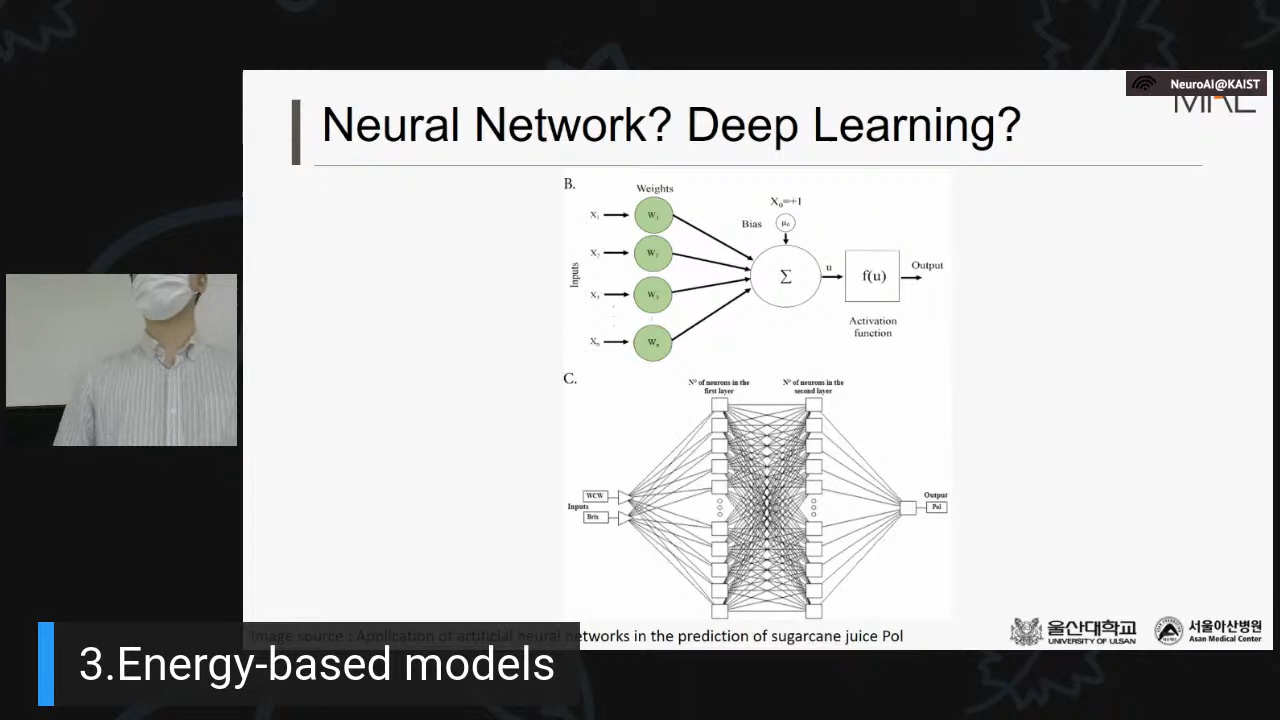 NeuroAI@KAIST
Neural Network? Deep Learning?
B.
Weights
X₀=+1
Bias
μ₀
X₁
W₁
X₂
W₂
X₃
W₃
Xₙ
Wₙ
Inputs
Σ
u
f(u)
Output
Activation
function
C.
Nº of neurons in the
first layer
Nº of neurons in the
second layer
WCW
Inputs
Brix
Output
Pol
Image source : Application of artificial neural networks in the prediction of sugarcane juice Pol
울산대학교
UNIVERSITY OF ULSAN
서울아산병원
Asan Medical Center
3.Energy-based models